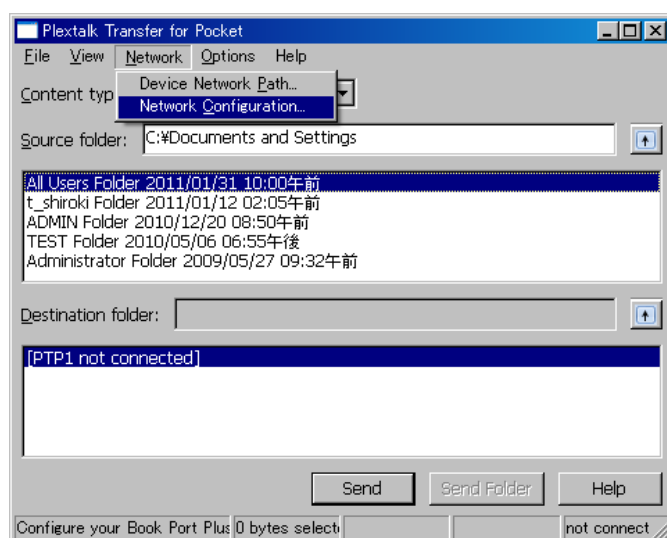 Plextalk Transfer for Pocket
File View Network Options Help
Device Network Path...
Content typ
Network Configuration...
Source folder: C:¥Documents and Settings
All Users Folder 2011/01/31 10:00午前
t_shiroki Folder 2011/01/12 02:05午前
ADMIN Folder 2010/12/20 08:50午前
TEST Folder 2010/05/06 06:55午後
Administrator Folder 2009/05/27 09:32午前
Destination folder:
[PTP1 not connected]
Send Send Folder Help
Configure your Book Port Plus 0 bytes selecte not connect